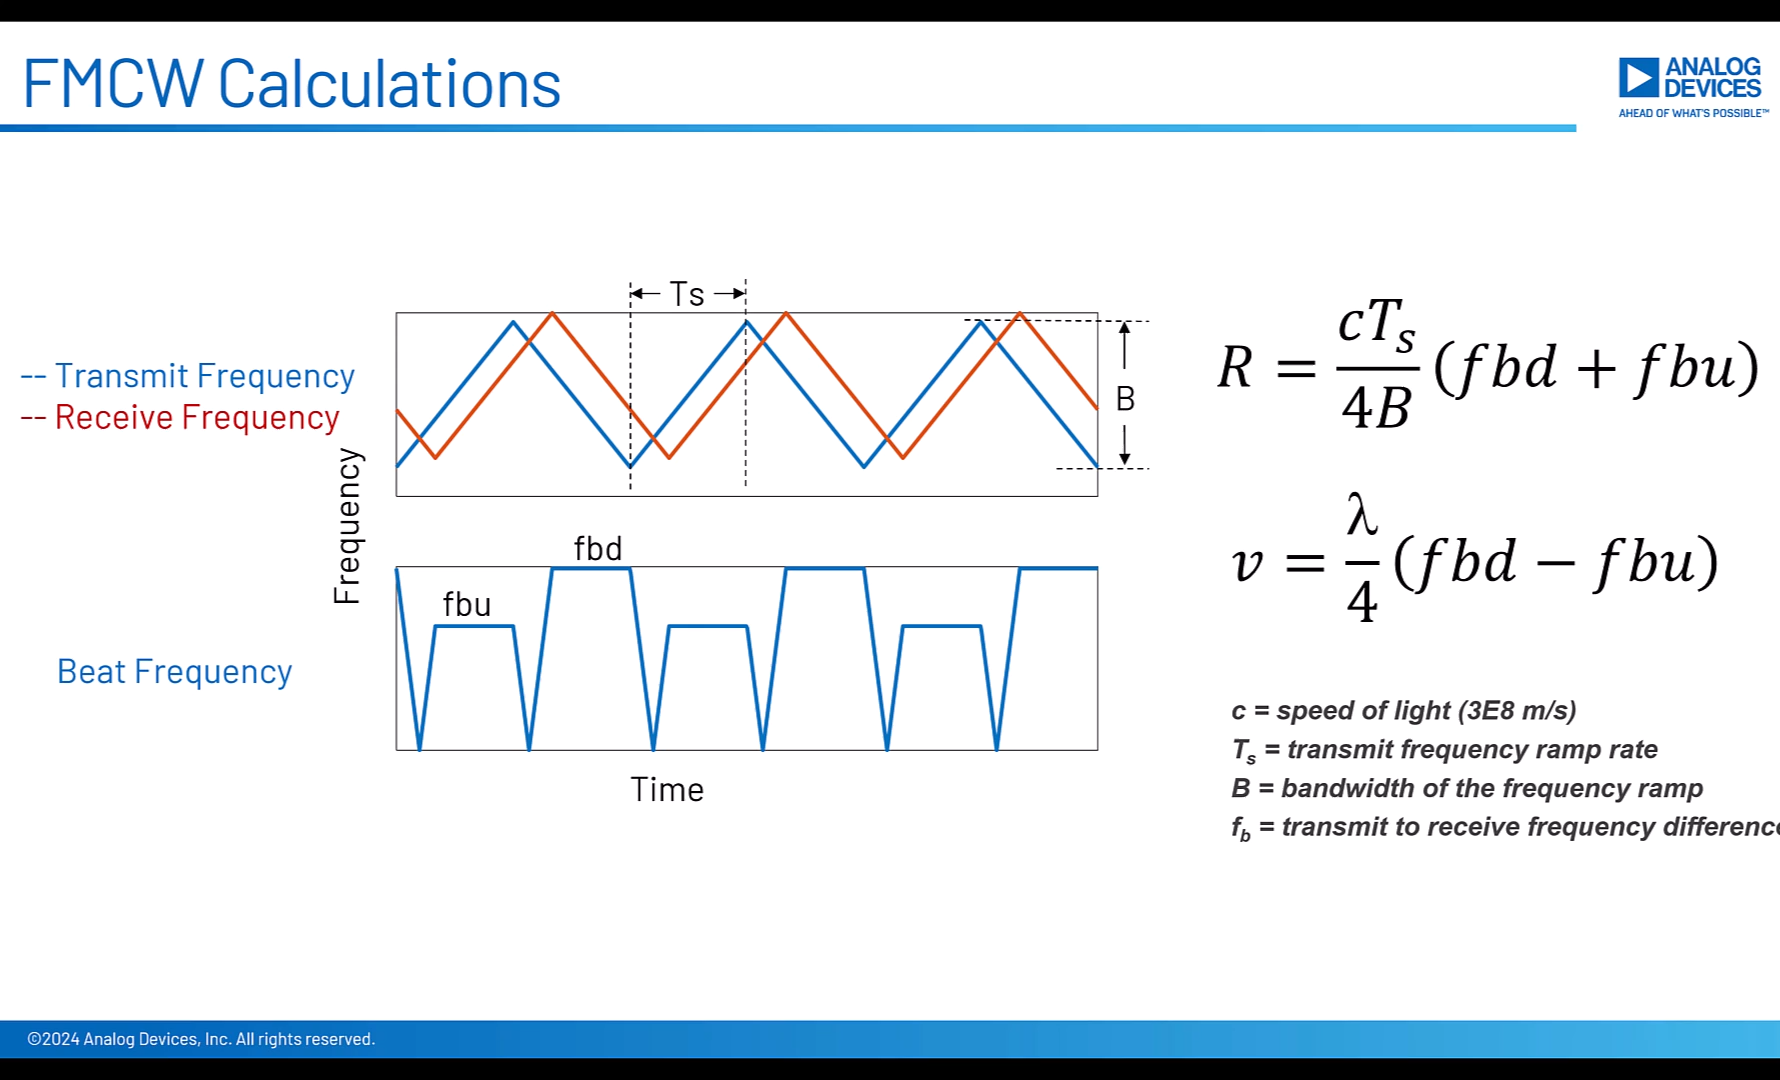 FMCW Calculations
ANALOG
DEVICES
AHEAD OF WHAT'S POSSIBLE™
Ts
-- Transmit Frequency
-- Receive Frequency
B
Frequency
fbd
fbu
Beat Frequency
Time
R = cTₛ/4B (fbd + fbu)
v = λ/4 (fbd − fbu)
c = speed of light (3E8 m/s)
Tₛ = transmit frequency ramp rate
B = bandwidth of the frequency ramp
f_b = transmit to receive frequency difference
©2024 Analog Devices, Inc. All rights reserved.